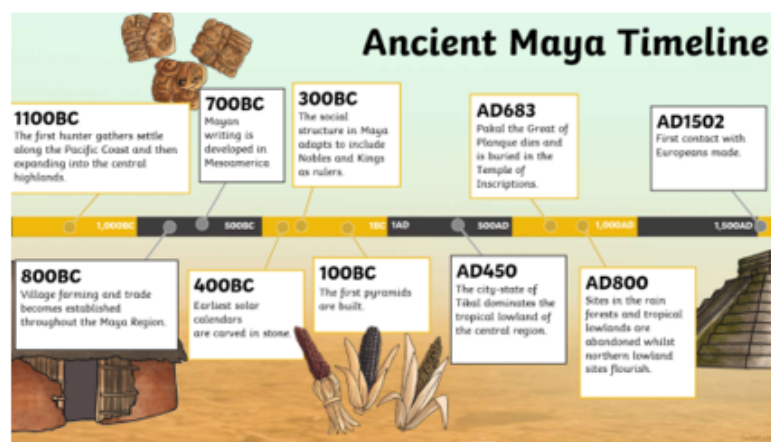 Ancient Maya Timeline
1100BC
The first hunter gathers settle
along the Pacific Coast and then
expanding into the central
highlands.
700BC
Mayan
writing is
developed in
Mesoamerica
300BC
The social
structure in Maya
adapts to include
Nobles and Kings
as rulers.
AD683
Pakal the Great of
Planque dies and
is buried in the
Temple of
Inscriptions.
AD1502
First contact with
Europeans made.
1,000BC
500BC
1BC
1AD
500AD
1,000AD
1,500AD
800BC
Village farming and trade
becomes established
throughout the Maya Region.
400BC
Earliest solar
calendars
are carved in stone.
100BC
The first pyramids
are built.
AD450
The city-state of
Tikal dominates the
tropical lowland of
the central region.
AD800
Sites in the rain
forests and tropical
lowlands are
abandoned whilst
northern lowland
sites flourish.